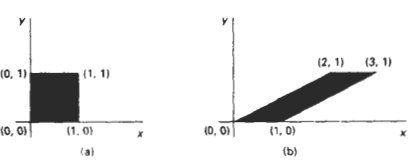 y
(0, 1)
(1, 1)
(0, 0)
(1, 0)
x
(a)
y
(2, 1)
(3, 1)
(0, 0)
(1, 0)
x
(b)